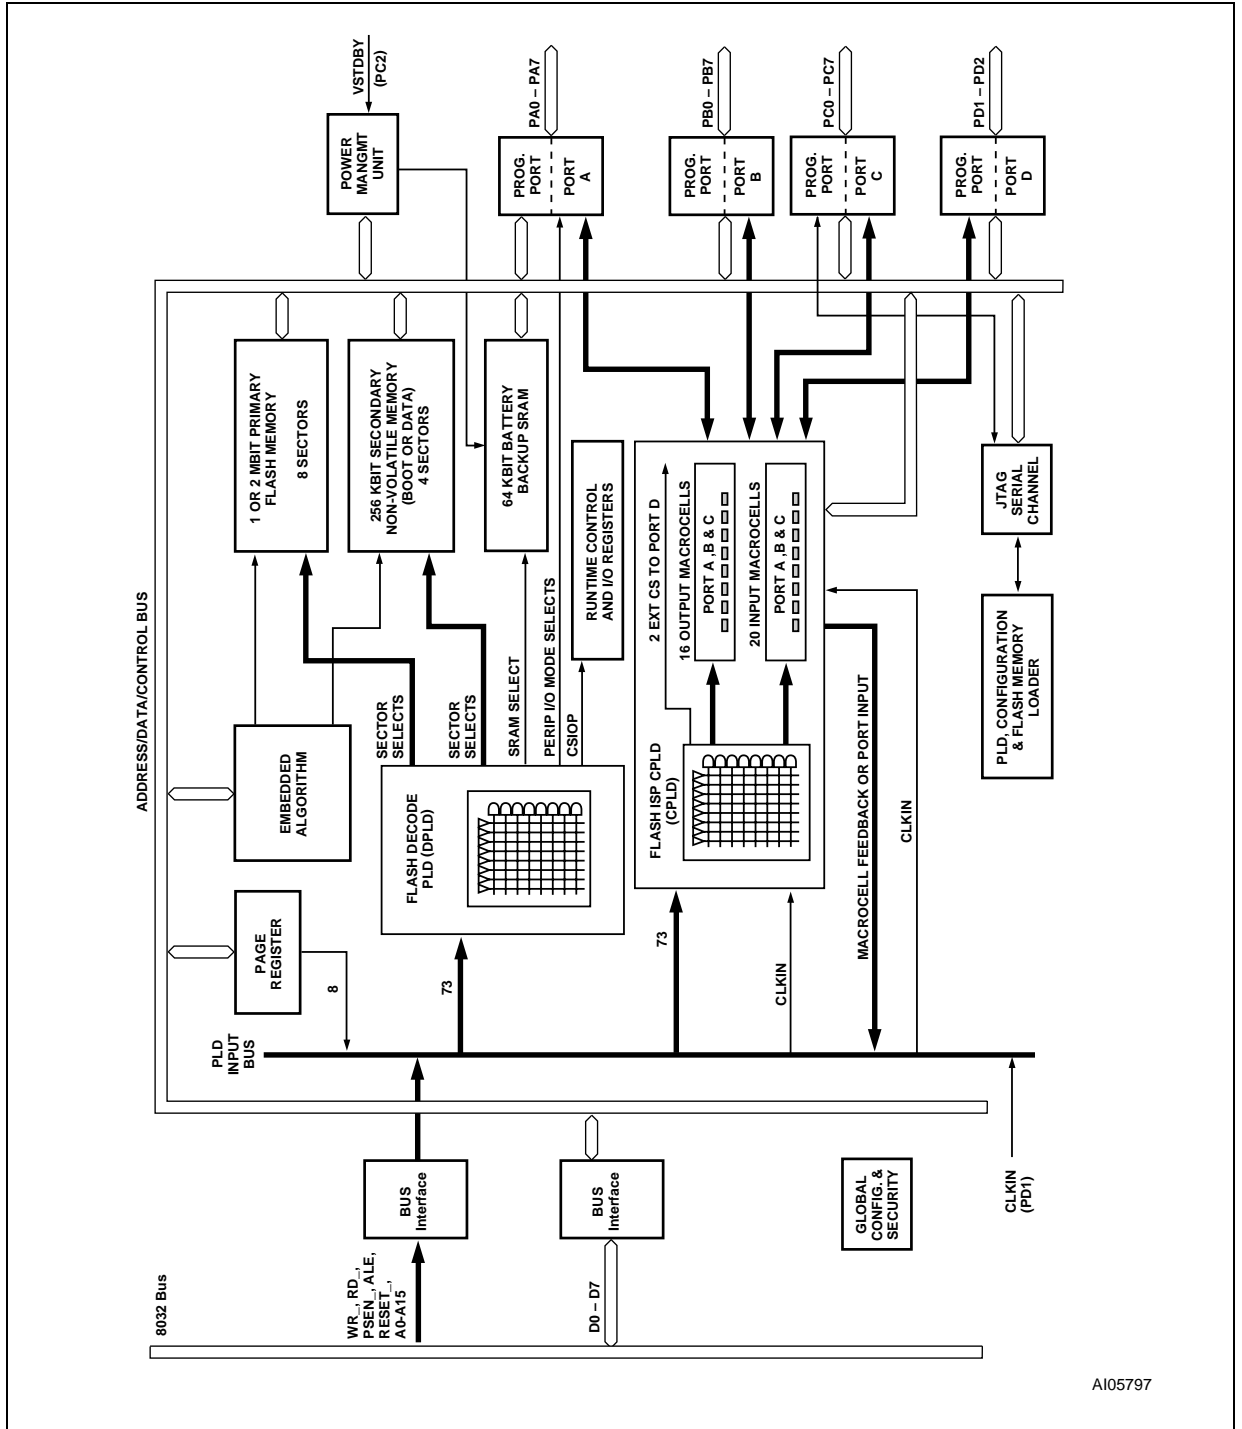 8032 Bus
WR_, RD_,
PSEN_, ALE,
RESET_,
A0-A15
D0 – D7
BUS
Interface
BUS
Interface
GLOBAL
CONFIG. &
SECURITY
CLKIN
(PD1)
ADDRESS/DATA/CONTROL BUS
PLD
INPUT
BUS
PAGE
REGISTER
8
73
73
CLKIN
EMBEDDED
ALGORITHM
FLASH DECODE
PLD (DPLD)
SECTOR
SELECTS
SECTOR
SELECTS
SRAM SELECT
PERIP I/O MODE SELECTS
CSIOP
FLASH ISP CPLD
(CPLD)
MACROCELL FEEDBACK OR PORT INPUT
CLKIN
1 OR 2 MBIT PRIMARY
FLASH MEMORY
8 SECTORS
256 KBIT SECONDARY
NON-VOLATILE MEMORY
(BOOT OR DATA)
4 SECTORS
64 KBIT BATTERY
BACKUP SRAM
RUNTIME CONTROL
AND I/O REGISTERS
2 EXT CS TO PORT D
16 OUTPUT MACROCELLS
PORT A ,B & C
20 INPUT MACROCELLS
PORT A ,B & C
PLD, CONFIGURATION
& FLASH MEMORY
LOADER
JTAG
SERIAL
CHANNEL
VSTDBY
(PC2)
POWER
MANGMT
UNIT
PA0 – PA7
PROG.
PORT
PORT
A
PB0 – PB7
PROG.
PORT
PORT
B
PC0 – PC7
PROG.
PORT
PORT
C
PD1 – PD2
PROG.
PORT
PORT
D
AI05797